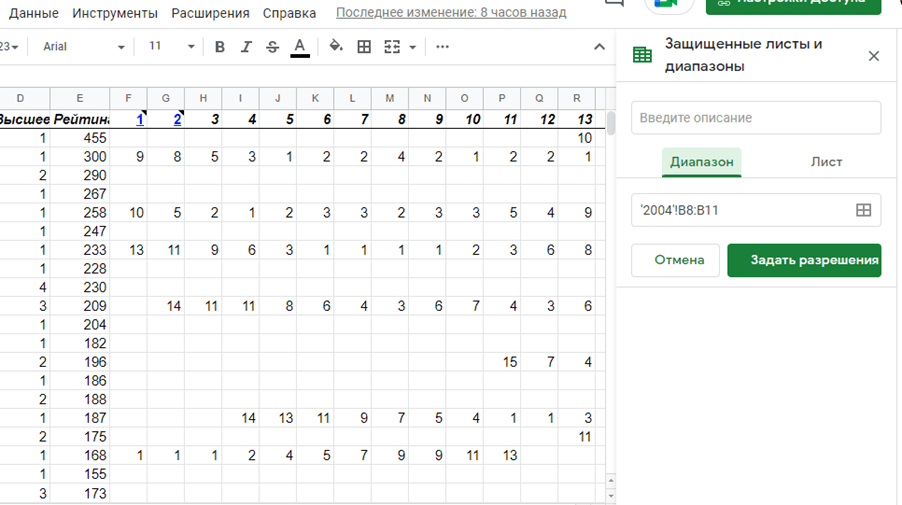 Данные Инструменты Расширения Справка Последнее изменение: 8 часов назад Настройки Доступа
23 Arial 11 B I S A
Защищенные листы и
диапазоны
D E F G H I J K L M N O P Q R
Высшее Рейтинг 1 2 3 4 5 6 7 8 9 10 11 12 13
1 455 10
1 300 9 8 5 3 1 2 2 4 2 1 2 2 1
2 290
1 267
1 258 10 5 2 1 2 3 3 2 3 3 5 4 9
1 247
1 233 13 11 9 6 3 1 1 1 1 2 3 6 8
1 228
4 230
3 209 14 11 11 8 6 4 3 6 7 4 3 6
1 204
1 182
2 196 15 7 4
1 186
2 188
1 187 14 13 11 9 7 5 4 1 1 3
2 175 11
1 168 1 1 1 2 4 5 7 9 9 11 13
1 155
3 173
Введите описание
Диапазон Лист
'2004'!B8:B11
Отмена Задать разрешения